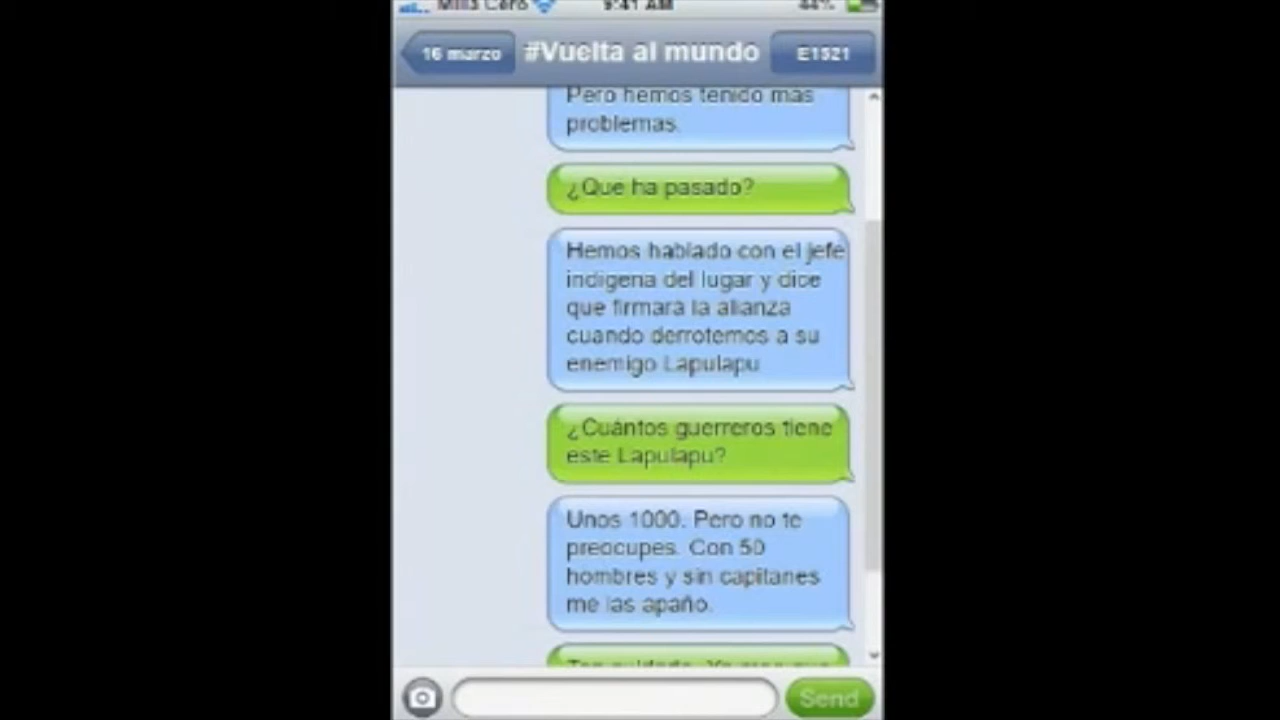 Milla Cero 9:41 AM 44%
16 marzo #Vuelta al mundo E1521
Pero hemos tenido mas
problemas.
¿Que ha pasado?
Hemos hablado con el jefe
indigena del lugar y dice
que firmara la alianza
cuando derrotemos a su
enemigo Lapulapu
¿Cuántos guerreros tiene
este Lapulapu?
Unos 1000. Pero no te
preocupes. Con 50
hombres y sin capitanes
me las apaño.
Send